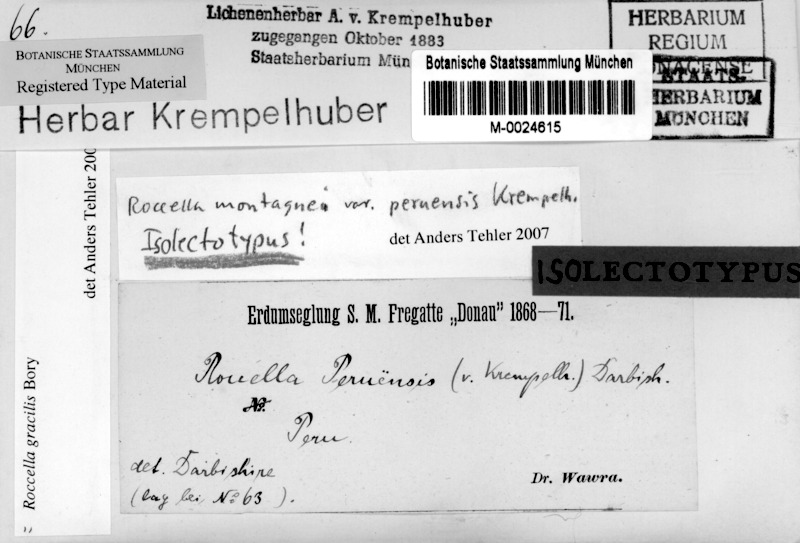 66.
BOTANISCHE STAATSSAMMLUNG
MÜNCHEN
Registered Type Material
Lichenenherbar A. v. Krempelhuber
zugegangen Oktober 1883
Staatsherbarium Mün
HERBARIUM
REGIUM
MONACENSE
STAATS-
HERBARIUM
MÜNCHEN
Herbar Krempelhuber
Botanische Staatssammlung München
M-0024615
Roccella gracilis Bory
det Anders Tehler 200
Roccella montagnei var. peruensis Krempelh.
Isolectotypus!
det Anders Tehler 2007
ISOLECTOTYPUS
Erdumseglung S. M. Fregatte „Donau" 1868—71.
Roccella Peruënsis (v. Krempelh.) Darbish.
No.
Peru.
det. Darbishire
(lag bei No 63 ).
Dr. Wawra.